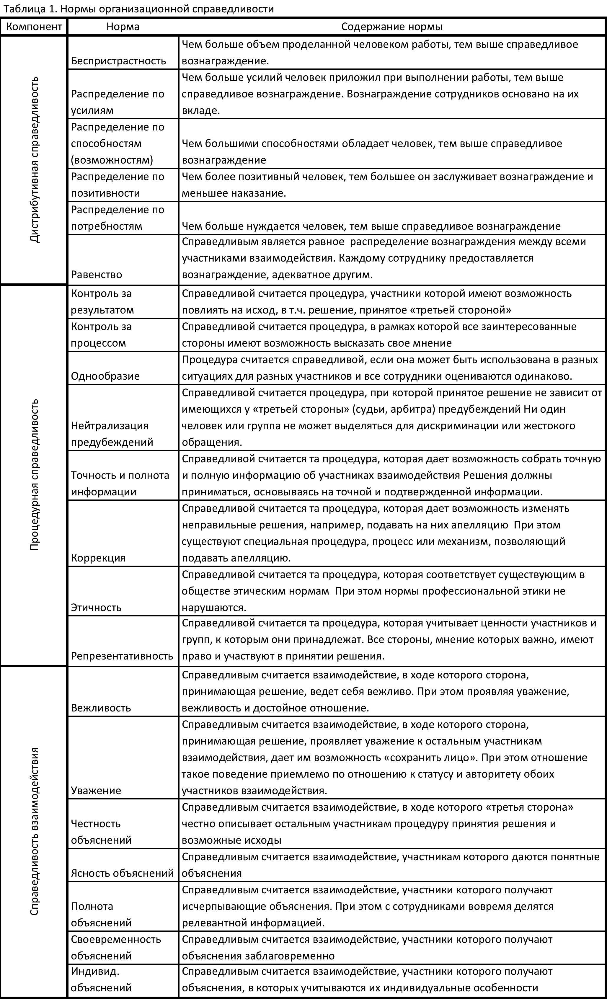 Таблица 1. Нормы организационной справедливости
Компонент Норма Содержание нормы
Дистрибутивная справедливость
Беспристрастность
Чем больше объем проделанной человеком работы, тем выше справедливое
вознаграждение.
Распределение по
усилиям
Чем больше усилий человек приложил при выполнении работы, тем выше
справедливое вознаграждение. Вознаграждение сотрудников основано на их
вкладе.
Распределение по
способностям
(возможностям)
Чем большими способностями обладает человек, тем выше справедливое
вознаграждение
Распределение по
позитивности
Чем более позитивный человек, тем большее он заслуживает вознаграждение и
меньшее наказание.
Распределение по
потребностям
Чем больше нуждается человек, тем выше справедливое вознаграждение
Равенство
Справедливым является равное  распределение вознаграждения между всеми
участниками взаимодействия. Каждому сотруднику предоставляется
вознаграждение, адекватное другим.
Процедурная справедливость
Контроль за
результатом
Справедливой считается процедура, участники которой имеют возможность
повлиять на исход, в т.ч. решение, принятое «третьей стороной»
Контроль за
процессом
Справедливой считается процедура, в рамках которой все заинтересованные
стороны имеют возможность высказать свое мнение
Однообразие
Процедура считается справедливой, если она может быть использована в разных
ситуациях для разных участников и все сотрудники оцениваются одинаково.
Нейтрализация
предубеждений
Справедливой считается процедура, при которой принятое решение не зависит от
имеющихся у «третьей стороны» (судьи, арбитра) предубеждений Ни один
человек или группа не может выделяться для дискриминации или жестокого
обращения.
Точность и полнота
информации
Справедливой считается та процедура, которая дает возможность собрать точную
и полную информацию об участниках взаимодействия Решения должны
приниматься, основываясь на точной и подтвержденной информации.
Коррекция
Справедливой считается та процедура, которая дает возможность изменять
неправильные решения, например, подавать на них апелляцию  При этом
существуют специальная процедура, процесс или механизм, позволяющий
подавать апелляцию.
Этичность
Справедливой считается та процедура, которая соответствует существующим в
обществе этическим нормам  При этом нормы профессиональной этики не
нарушаются.
Репрезентативность
Справедливой считается та процедура, которая учитывает ценности участников и
групп, к которым они принадлежат. Все стороны, мнение которых важно, имеют
право и участвуют в принятии решения.
Справедливость взаимодействия
Вежливость
Справедливым считается взаимодействие, в ходе которого сторона,
принимающая решение, ведет себя вежливо. При этом проявляя уважение,
вежливость и достойное отношение.
Уважение
Справедливым считается взаимодействие, в ходе которого сторона,
принимающая решение, проявляет уважение к остальным участникам
взаимодействия, дает им возможность «сохранить лицо». При этом отношение
такое поведение приемлемо по отношению к статусу и авторитету обоих
участников взаимодействия.
Честность
объяснений
Справедливым считается взаимодействие, в ходе которого «третья сторона»
честно описывает остальным участникам процедуру принятия решения и
возможные исходы
Ясность объяснений
Справедливым считается взаимодействие, участникам которого даются понятные
объяснения
Полнота
объяснений
Справедливым считается взаимодействие, участники которого получают
исчерпывающие объяснения. При этом с сотрудниками вовремя делятся
релевантной информацией.
Своевременность
объяснений
Справедливым считается взаимодействие, участники которого получают
объяснения заблаговременно
Индивид.
объяснений
Справедливым считается взаимодействие, участники которого получают
объяснения, в которых учитываются их индивидуальные особенности